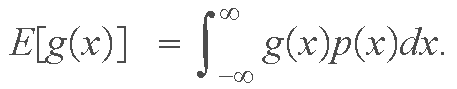 E[g(x)] = ∫_{-∞}^{∞} g(x)p(x)dx.